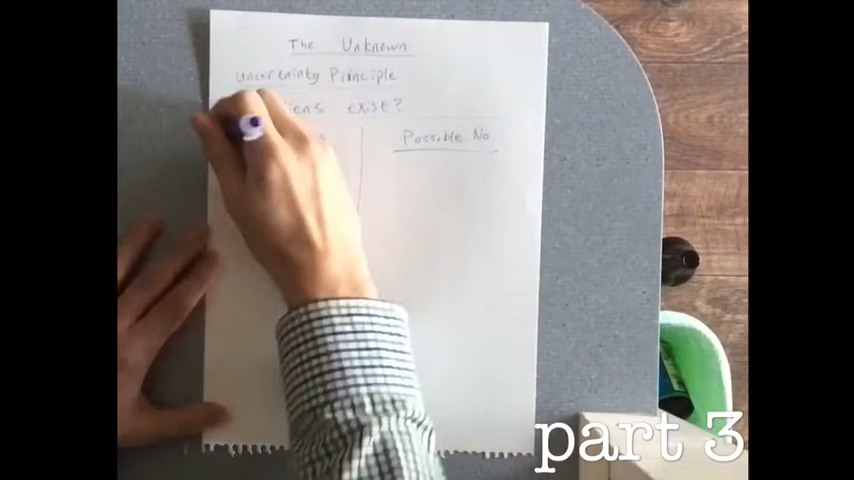 The Unknown
Uncertainty Principle
exist?
Possible No
part 3